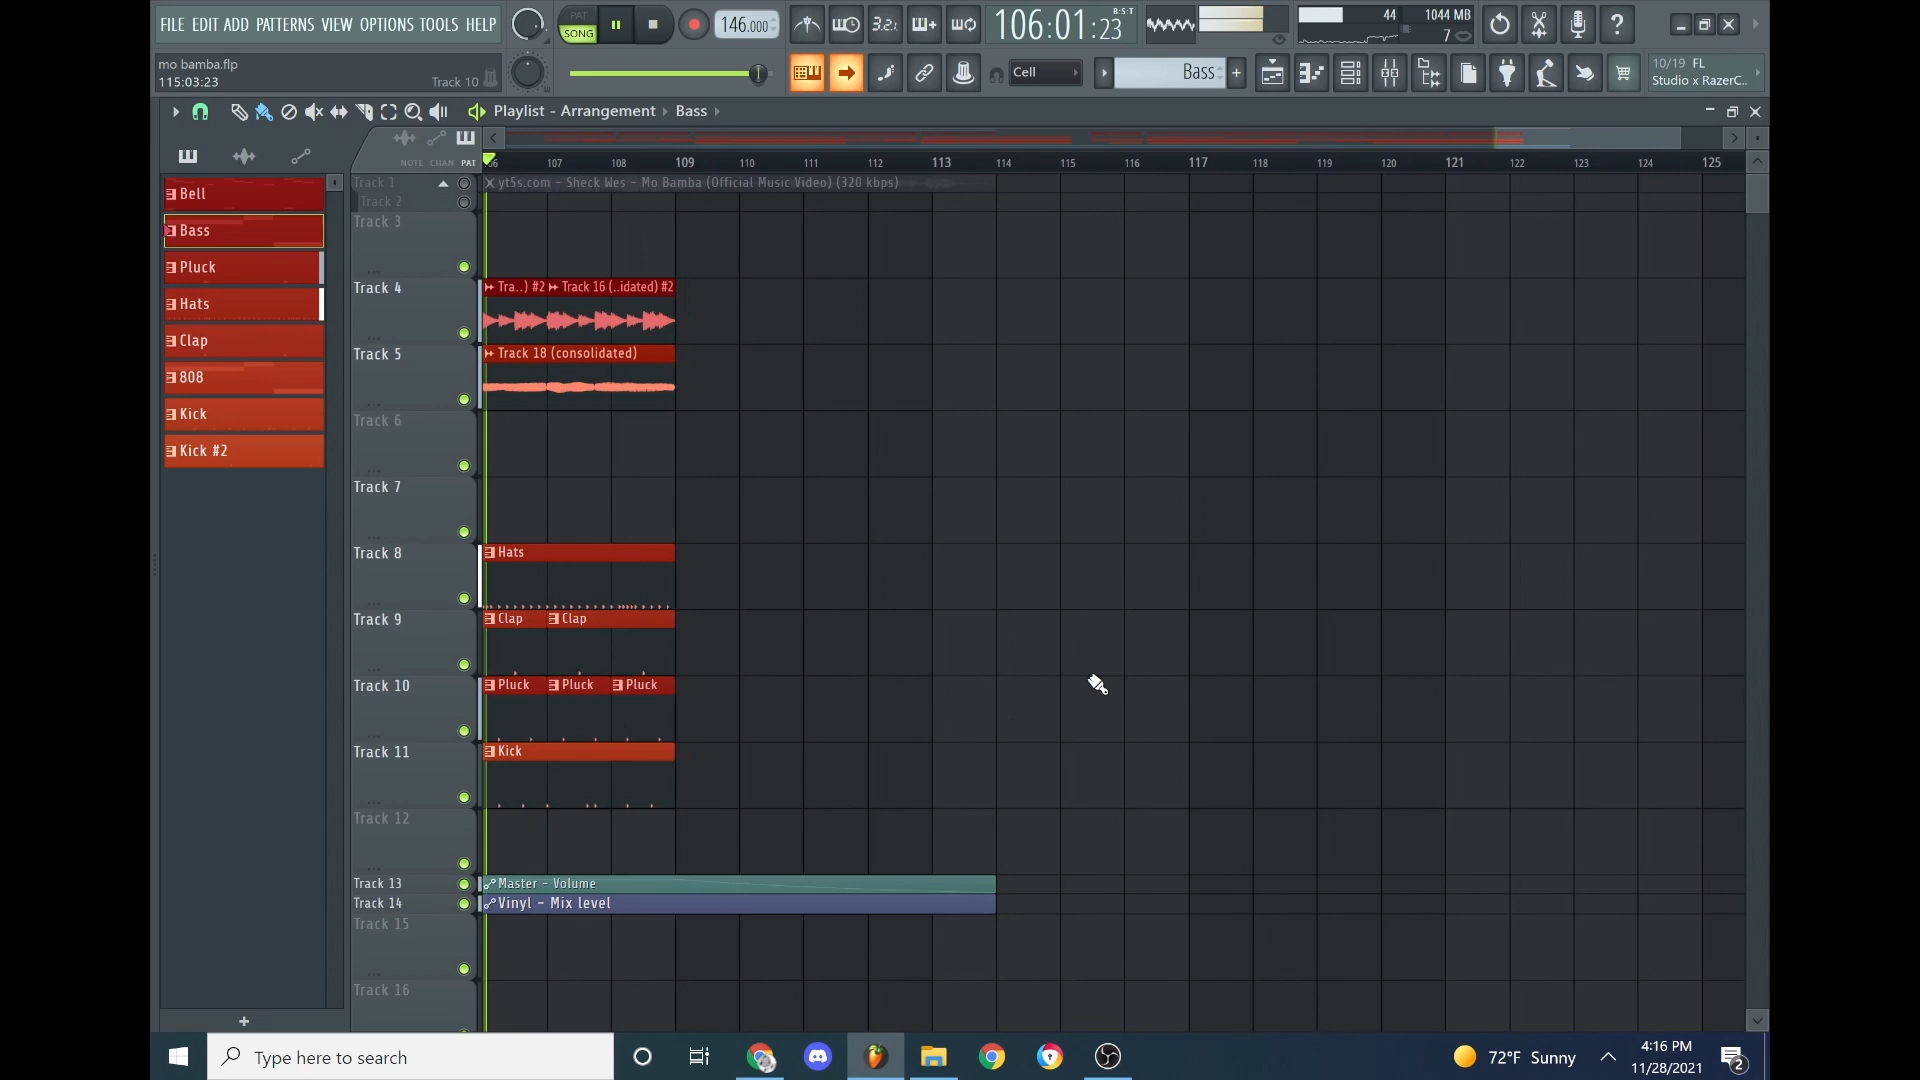 FILE EDIT ADD PATTERNS VIEW OPTIONS TOOLS HELP
PAT
SONG
146.000
3.2.
106:01:23
B:S:T
44
1044 MB
7
mo bamba.flp
115:03:23
Track 10
Cell
Bass
10/19 FL
Studio x RazerC..
Playlist - Arrangement › Bass ›
NOTE CHAN PAT
107
108
109
110
111
112
113
114
115
116
117
118
119
120
121
122
123
124
125
Bell
Bass
Pluck
Hats
Clap
808
Kick
Kick #2
Track 1
yt5s.com - Sheck Wes - Mo Bamba (Official Music Video) (320 kbps)
Track 2
Track 3
Track 4
Tra..) #2
Track 16 (..idated) #2
Track 5
Track 18 (consolidated)
Track 6
Track 7
Track 8
Hats
Track 9
Clap
Clap
Track 10
Pluck
Pluck
Pluck
Track 11
Kick
Track 12
Track 13
Master - Volume
Track 14
Vinyl - Mix level
Track 15
Track 16
Type here to search
72°F Sunny
4:16 PM
11/28/2021
2